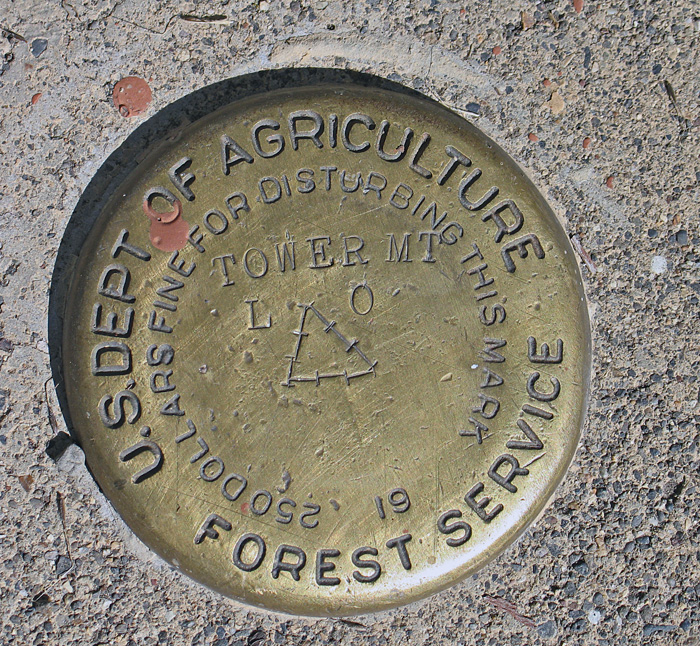 U.S. DEPT OF AGRICULTURE
FOREST SERVICE
250 DOLLARS FINE FOR DISTURBING THIS MARK
TOWER MT
L O
19